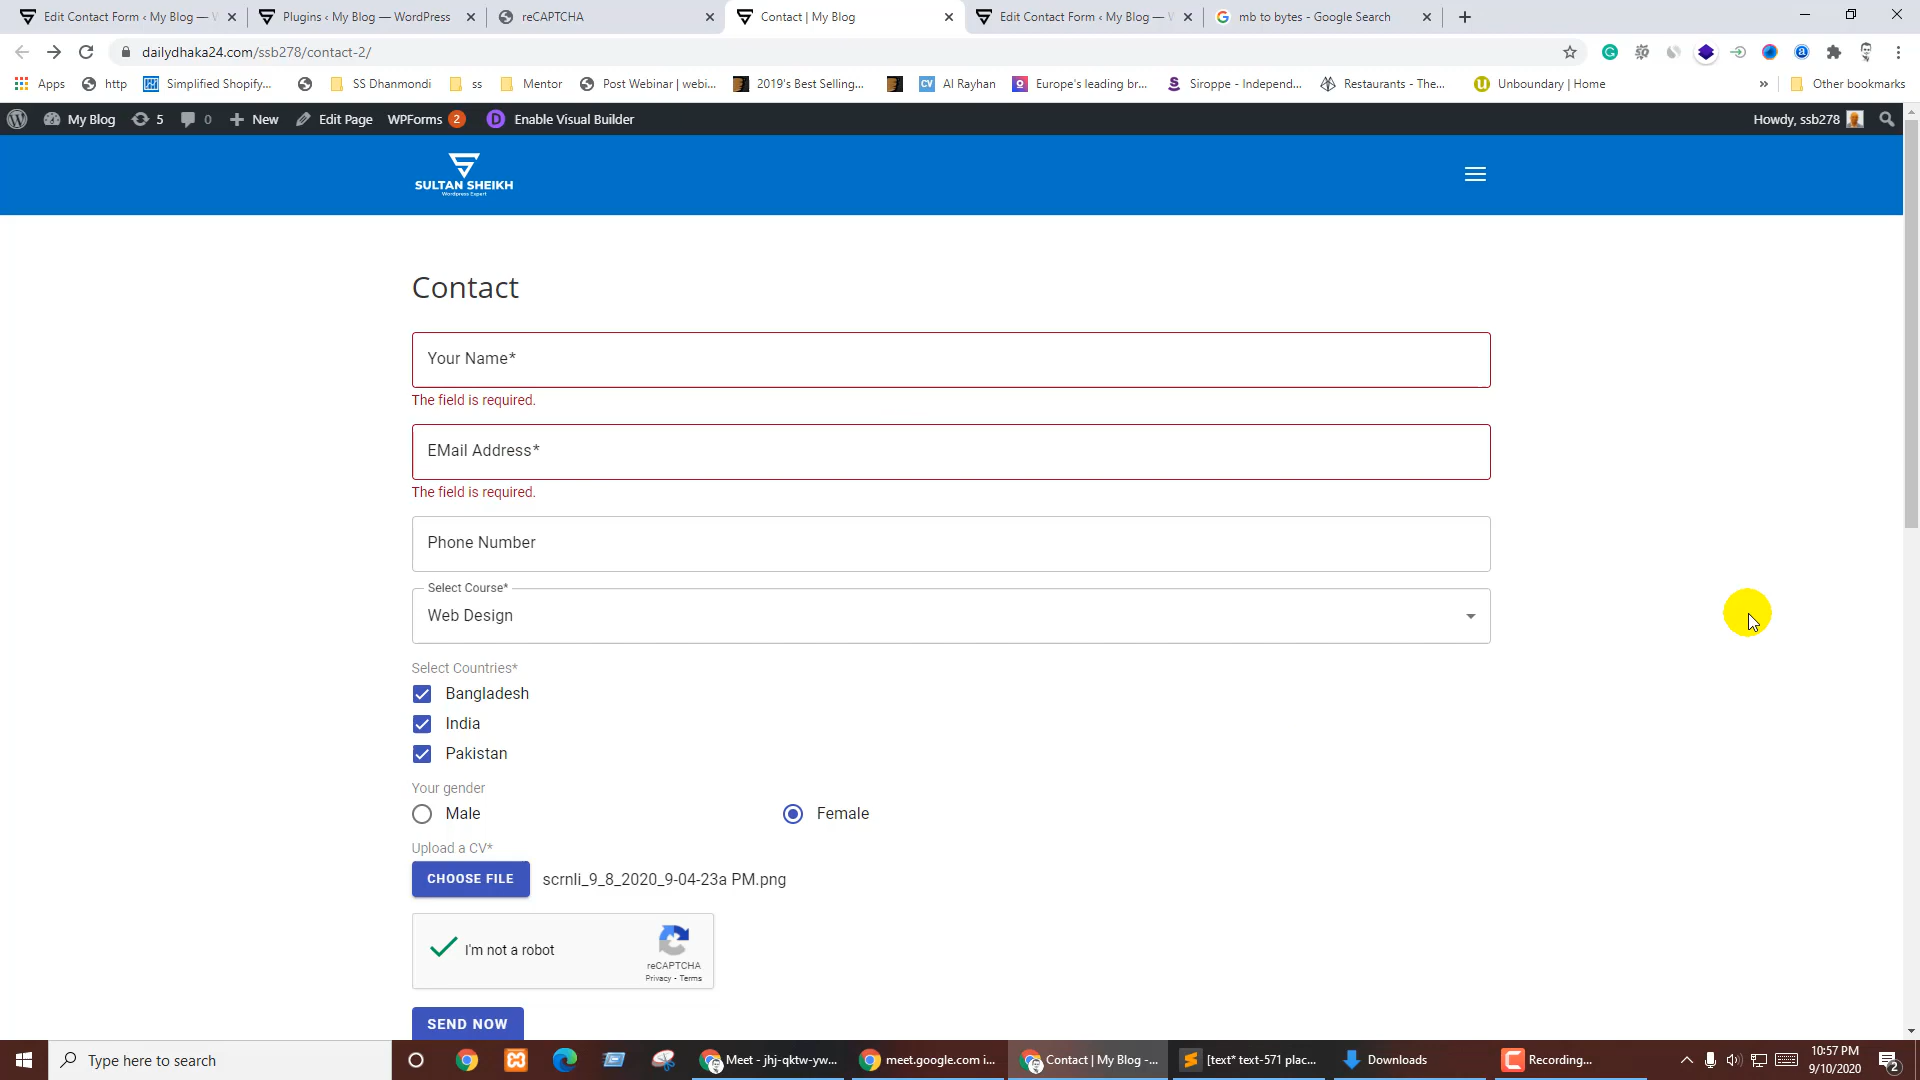 Edit Contact Form ‹ My Blog — W
Plugins ‹ My Blog — WordPress
reCAPTCHA
Contact | My Blog
Edit Contact Form ‹ My Blog — W
mb to bytes - Google Search
dailydhaka24.com/ssb278/contact-2/
Apps
http
Simplified Shopify...
SS Dhanmondi
ss
Mentor
Post Webinar | webi...
2019's Best Selling...
CV
Al Rayhan
Europe's leading br...
Siroppe - Independ...
Restaurants - The...
Unboundary | Home
»
Other bookmarks
My Blog
5
0
New
Edit Page
WPForms 2
D Enable Visual Builder
Howdy, ssb278
SULTAN SHEIKH
Wordpress Expert
Contact
Your Name*
The field is required.
EMail Address*
The field is required.
Phone Number
Select Course*
Web Design
Select Countries*
Bangladesh
India
Pakistan
Your gender
Male
Female
Upload a CV*
CHOOSE FILE
scrnli_9_8_2020_9-04-23a PM.png
I'm not a robot
reCAPTCHA
Privacy - Terms
SEND NOW
Type here to search
Meet - jhj-qktw-yw...
meet.google.com i...
Contact | My Blog -...
[text* text-571 plac...
Downloads
Recording...
10:57 PM
9/10/2020
2